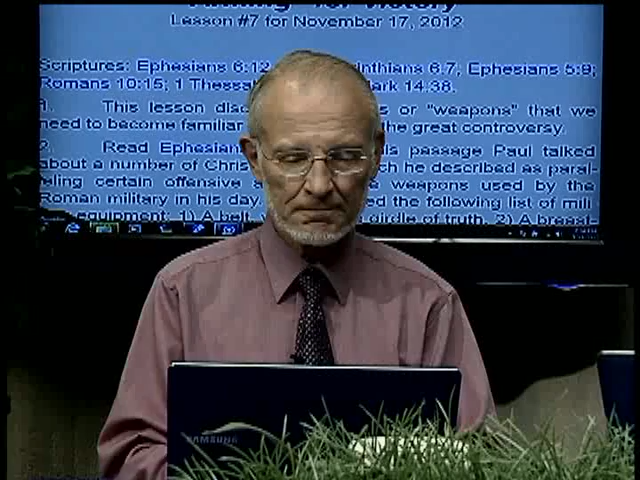 Lesson #7 for November 17, 2012
Scriptures: Ephesians 6:12 inthians 6:7, Ephesians 5:9;
Romans 10:15; 1 Thessa ark 14:38.
1. This lesson disc s or "weapons" that we
need to become familiar the great controversy.
2. Read Ephesian is passage Paul talked
about a number of Chris ch he described as paral-
leling certain offensive weapons used by the
Roman military in his day. ed the following list of mili
equipment: 1) A belt, girdle of truth. 2) A breast-
SAMSUNG